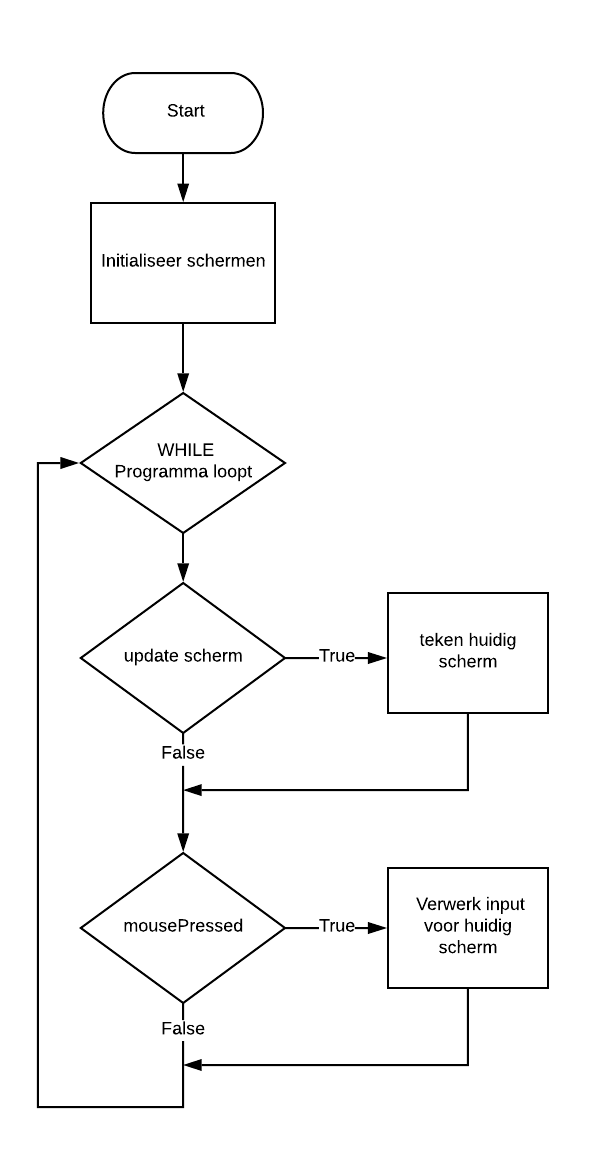 Start
Initialiseer schermen
WHILE
Programma loopt
update scherm
True
teken huidig
scherm
False
mousePressed
True
Verwerk input
voor huidig
scherm
False